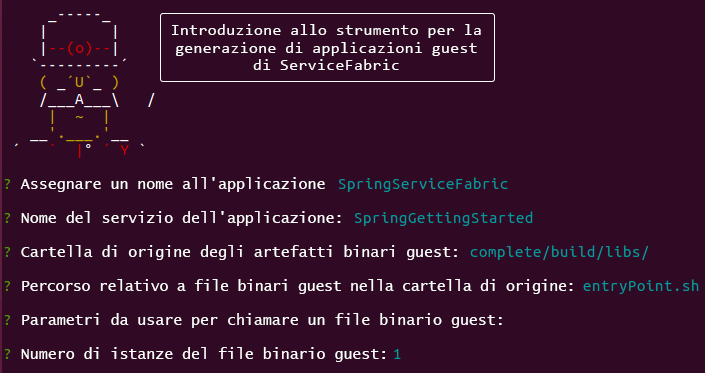 Introduzione allo strumento per la
generazione di applicazioni guest
di ServiceFabric
? Assegnare un nome all'applicazione SpringServiceFabric
? Nome del servizio dell'applicazione: SpringGettingStarted
? Cartella di origine degli artefatti binari guest: complete/build/libs/
? Percorso relativo a file binari guest nella cartella di origine: entryPoint.sh
? Parametri da usare per chiamare un file binario guest:
? Numero di istanze del file binario guest: 1